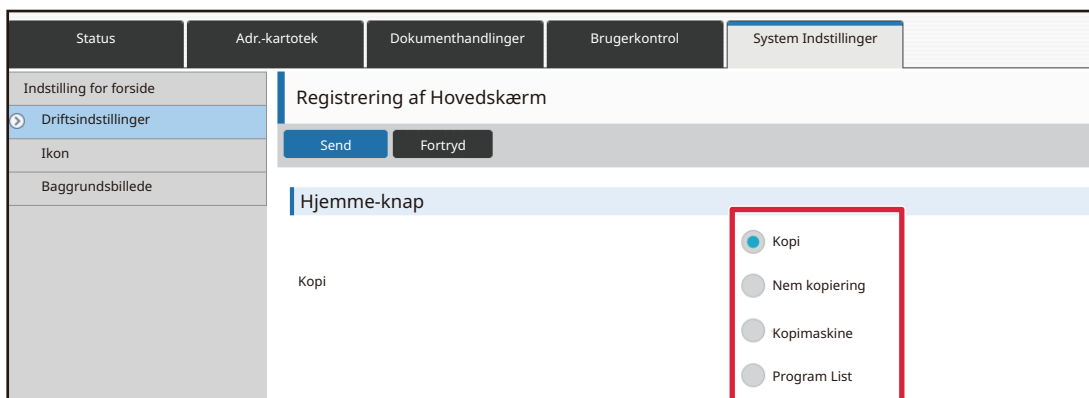 Status
Adr.-kartotek
Dokumenthandlinger
Brugerkontrol
System Indstillinger
Indstilling for forside
Driftsindstillinger
Ikon
Baggrundsbillede
Registrering af Hovedskærm
Send
Fortryd
Hjemme-knap
Kopi
Kopi
Nem kopiering
Kopimaskine
Program List